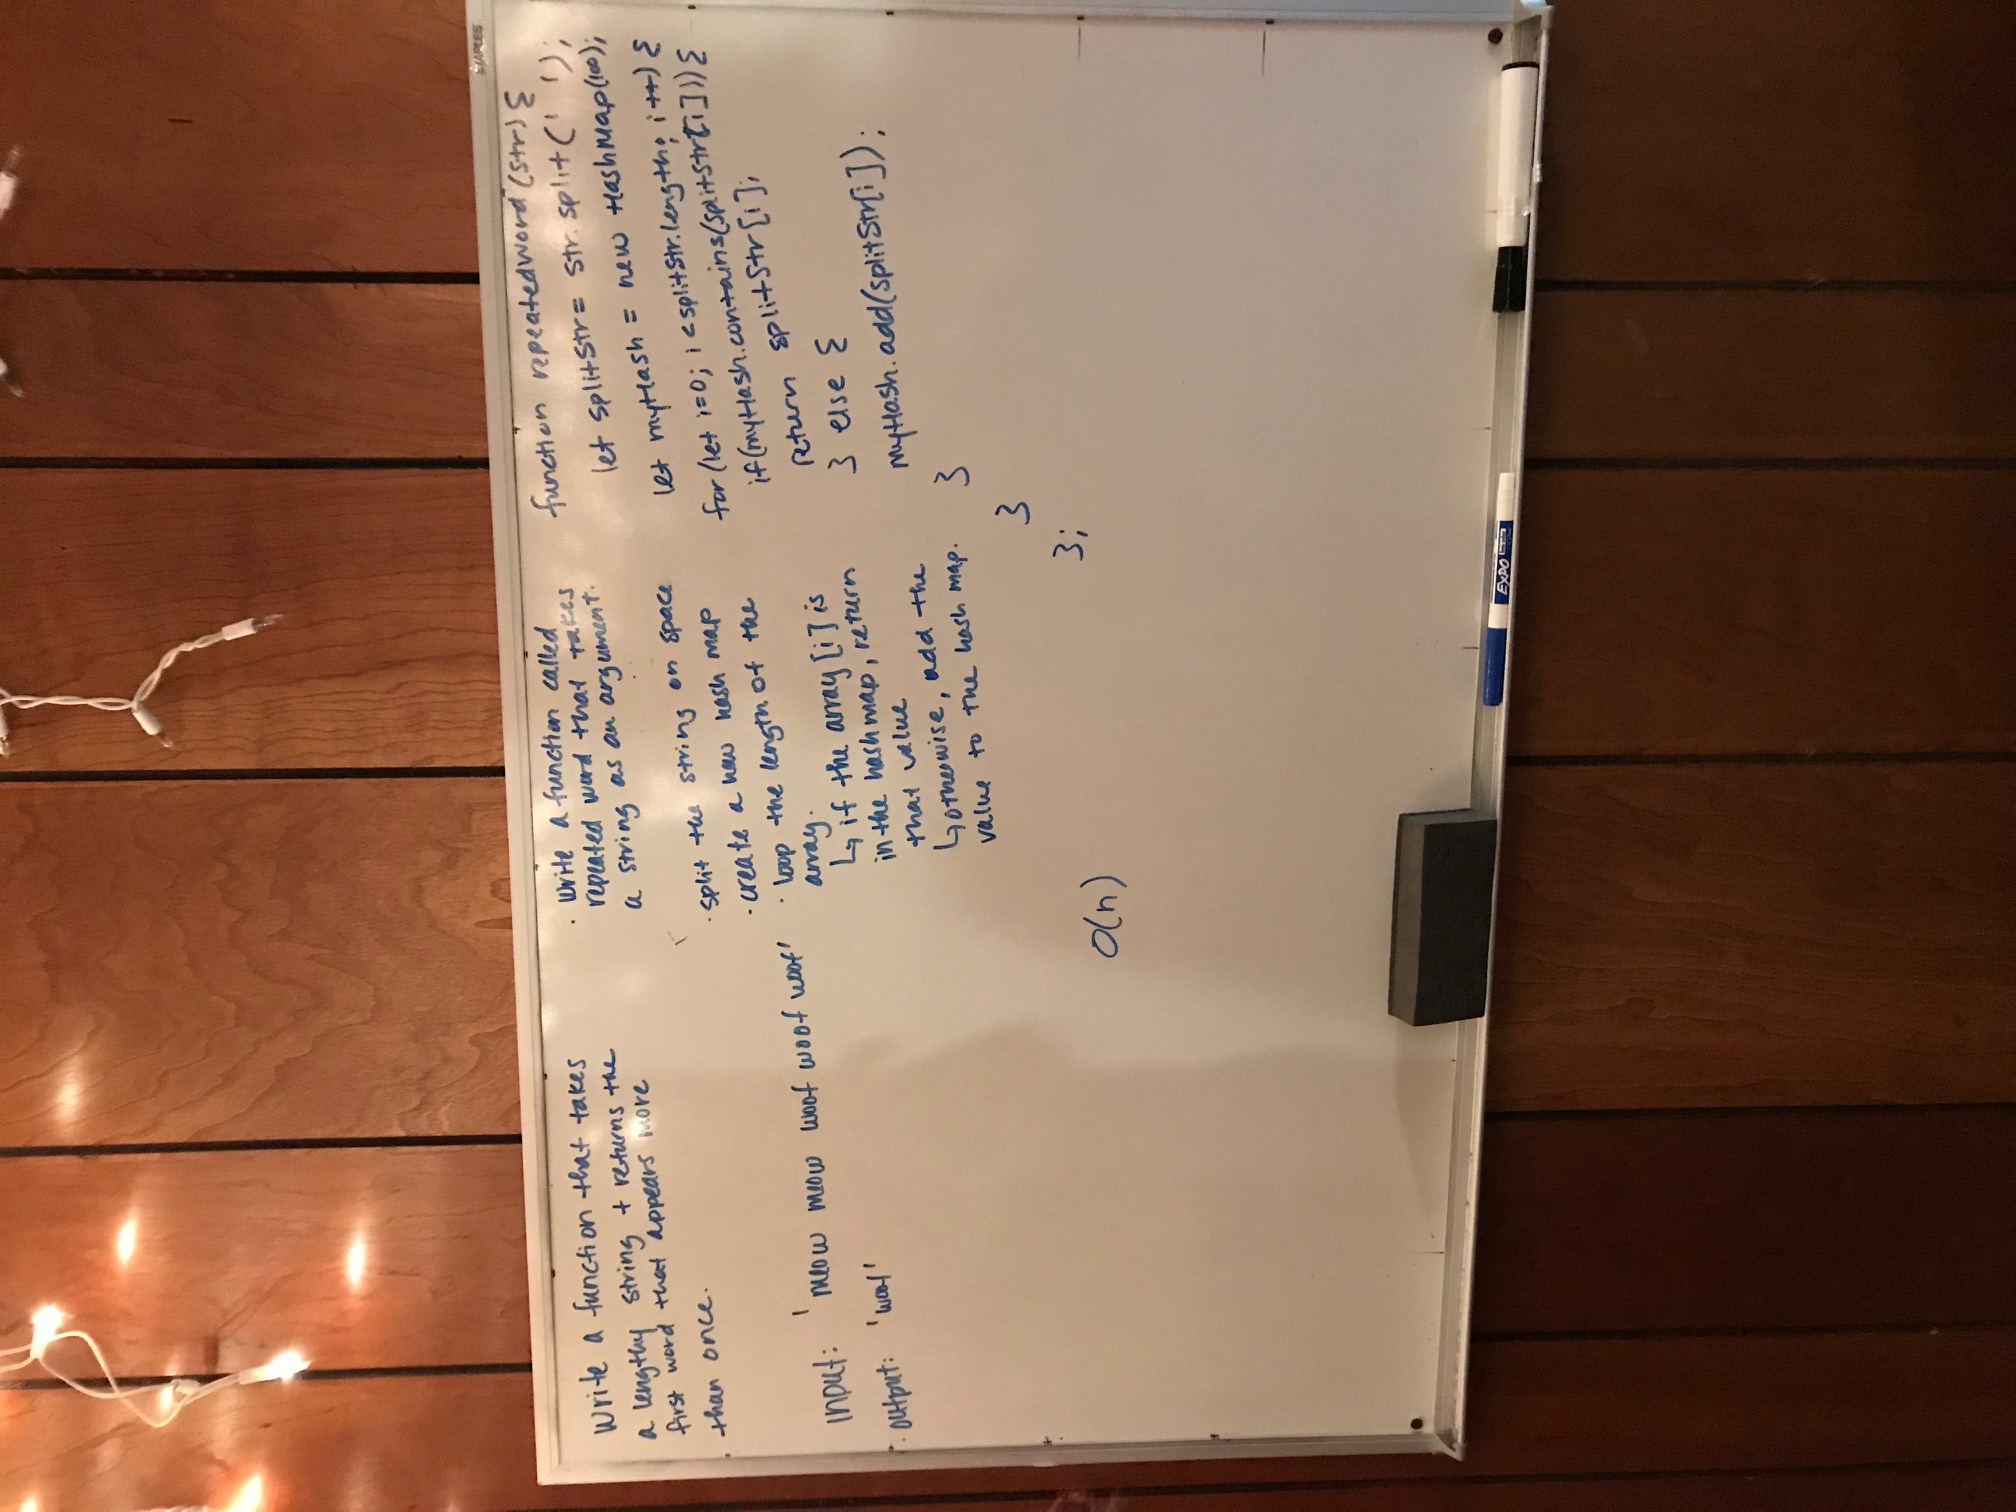 STAPLES
Write a function that takes
a lengthy string + returns the
first word that appears more
than once.
INPUT: 'meow meow woof woof woof'
output: 'woof'
· Write a function called
repeated word that takes
a string as an argument.
· split the string on space
· create a new hash map
· loop the length of the
array.
↳ if the array [i] is
in the hashmap, return
that value
↳ otherwise, add the
value to the hash map.
O(n)
function repeatedWord (str) {
let splitStr = str.split(' ');
let myHash = new HashMap(100);
for (let i=0; i < splitStr.length; i++) {
if(myHash.contains(splitStr[i])) {
return splitStr[i];
} else {
myHash.add(splitStr[i]);
}
}
};
EXPO